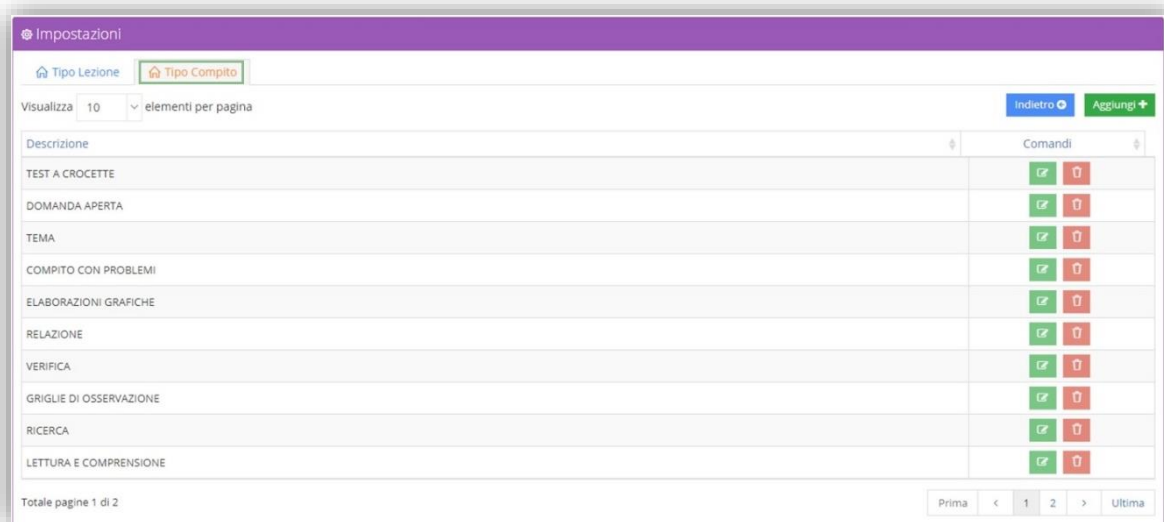 Impostazioni
Tipo Lezione Tipo Compito
Visualizza 10 elementi per pagina Indietro Aggiungi
Descrizione Comandi
TEST A CROCETTE
DOMANDA APERTA
TEMA
COMPITO CON PROBLEMI
ELABORAZIONI GRAFICHE
RELAZIONE
VERIFICA
GRIGLIE DI OSSERVAZIONE
RICERCA
LETTURA E COMPRENSIONE
Totale pagine 1 di 2 Prima < 1 2 > Ultima